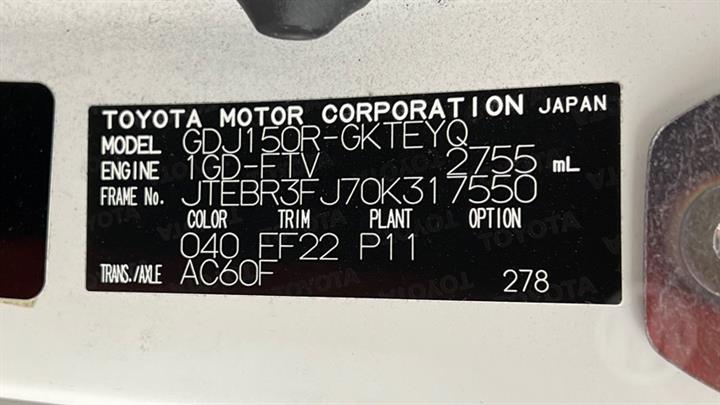 TOYOTA MOTOR CORPORATION JAPAN
MODEL GDJ150R-GKTEYQ
ENGINE 1GD-FTV 2755 mL
FRAME No. JTEBR3FJ70K317550
COLOR TRIM PLANT OPTION
040 FF22 P11
TRANS./AXLE AC60F 278